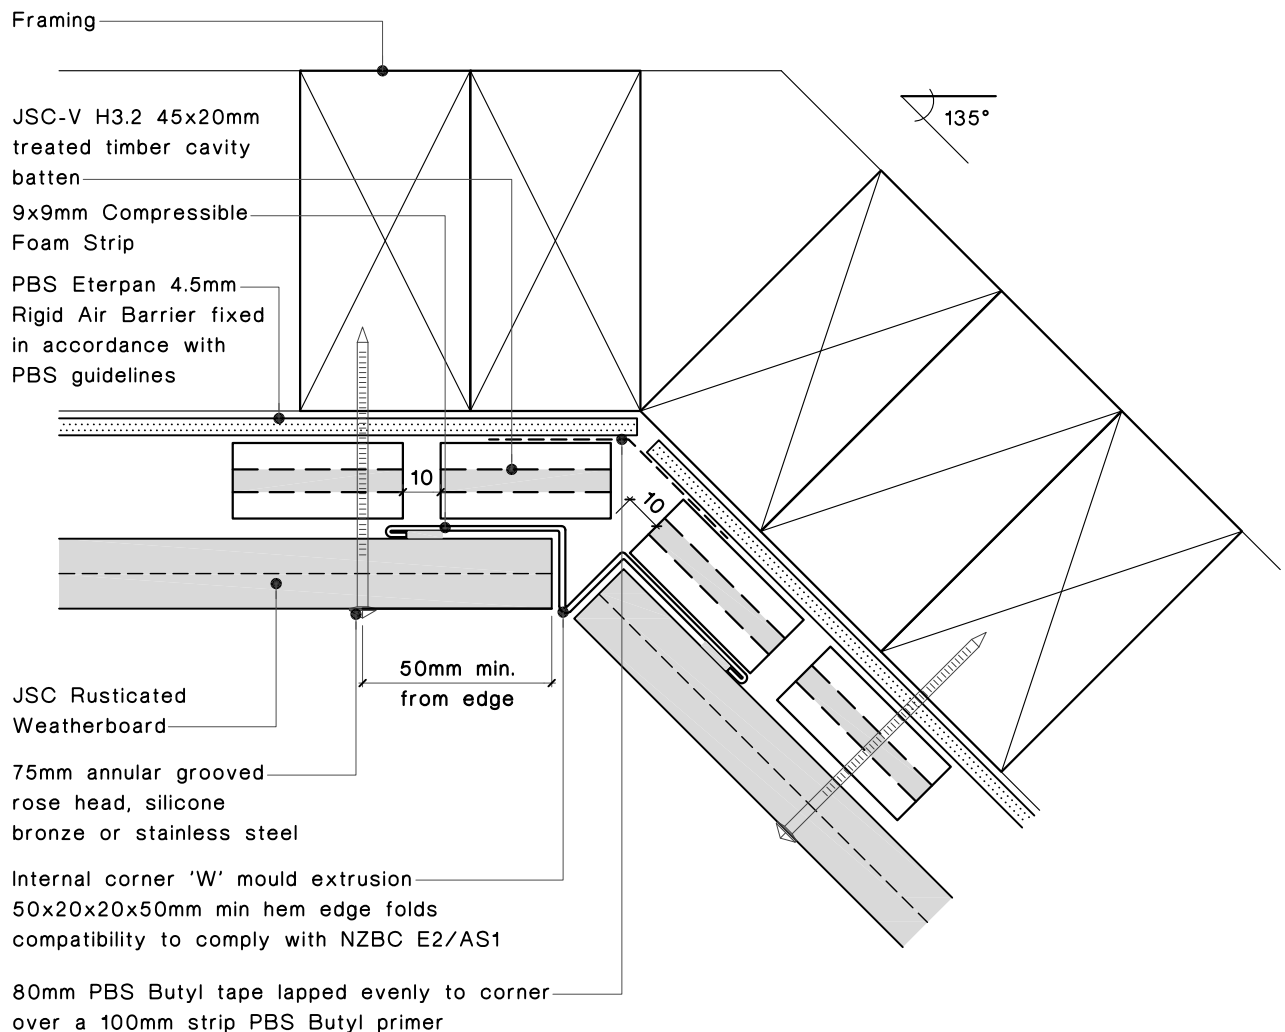 Framing
135°
JSC-V H3.2 45x20mm
treated timber cavity
batten
9x9mm Compressible
Foam Strip
PBS Eterpan 4.5mm
Rigid Air Barrier fixed
in accordance with
PBS guidelines
10
10
50mm min.
from edge
JSC Rusticated
Weatherboard
75mm annular grooved
rose head, silicone
bronze or stainless steel
Internal corner 'W' mould extrusion
50x20x20x50mm min hem edge folds
compatibility to comply with NZBC E2/AS1
80mm PBS Butyl tape lapped evenly to corner
over a 100mm strip PBS Butyl primer